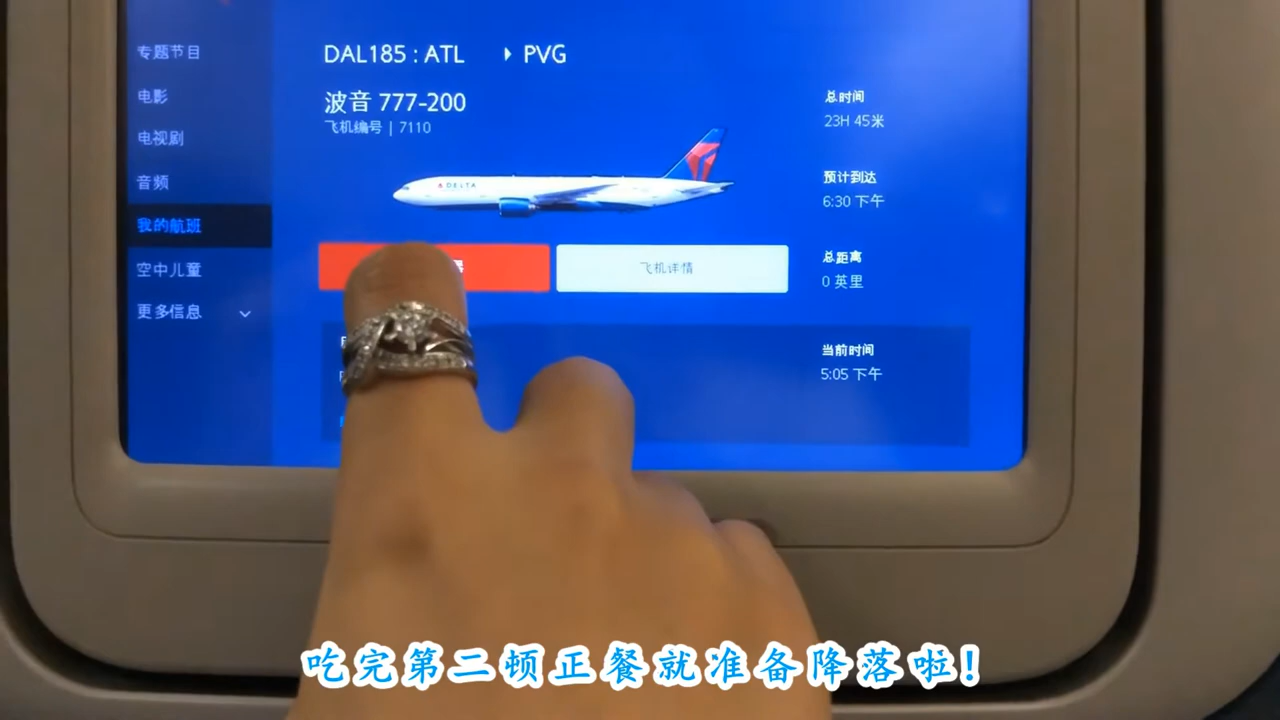 专题节目
电影
电视剧
音频
我的航班
空中儿童
更多信息
DAL185 : ATL ▸ PVG
波音 777-200
飞机编号 | 7110
DELTA
飞机详情
总时间
23H 45米
预计到达
6:30 下午
总距离
0 英里
当前时间
5:05 下午
吃完第二顿正餐就准备降落啦！